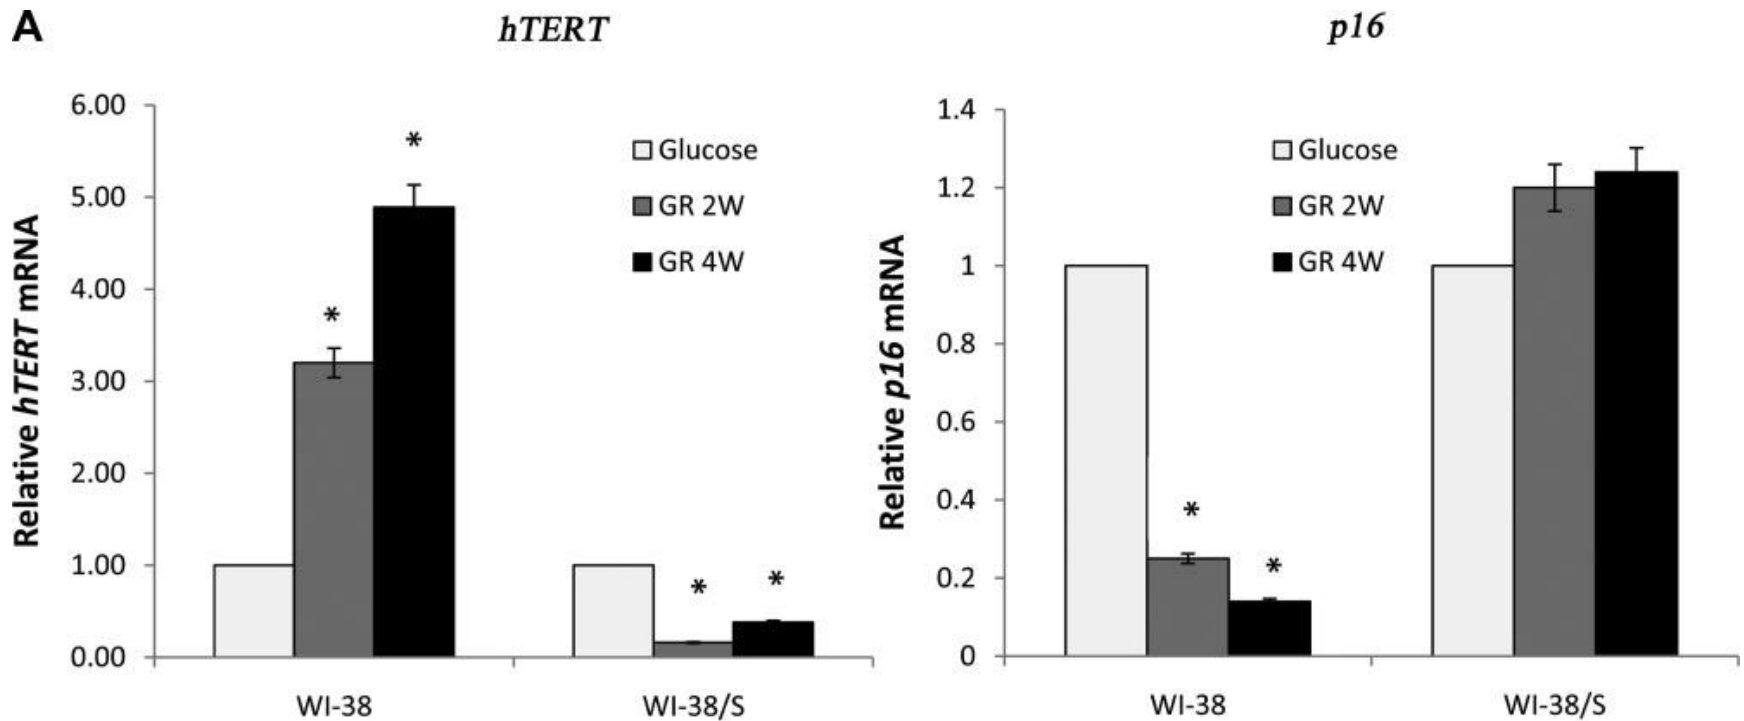 A
hTERT
Relative hTERT mRNA
6.00
5.00
4.00
3.00
2.00
1.00
0.00
*
*
*
*
Glucose
GR 2W
GR 4W
WI-38
WI-38/S
p16
Relative p16 mRNA
1.4
1.2
1
0.8
0.6
0.4
0.2
0
*
*
Glucose
GR 2W
GR 4W
WI-38
WI-38/S